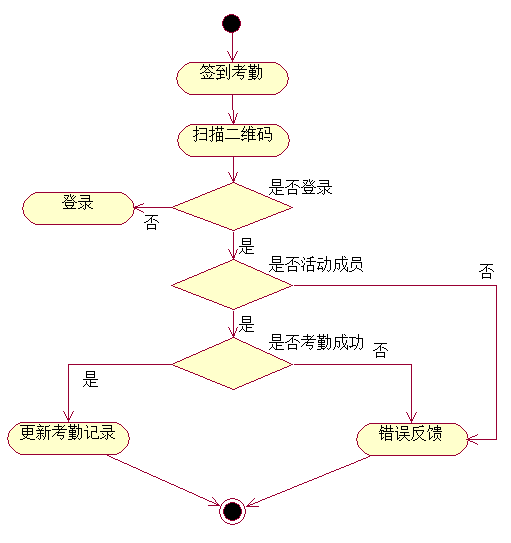 签到考勤
扫描二维码
是否登录
登录
否
是
是否活动成员
否
是
是否考勤成功
否
是
更新考勤记录
错误反馈